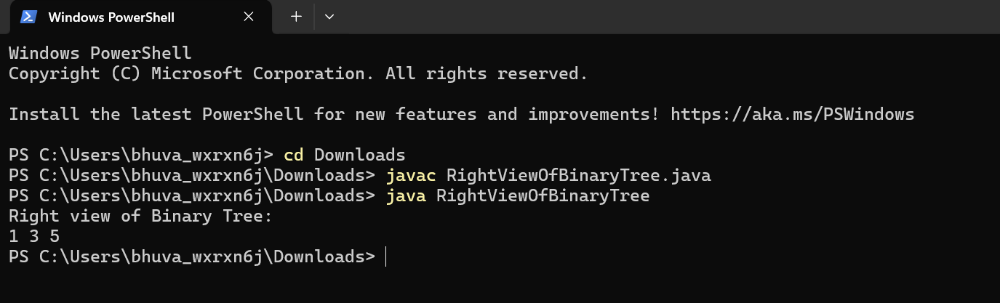 Windows PowerShell
Windows PowerShell
Copyright (C) Microsoft Corporation. All rights reserved.
Install the latest PowerShell for new features and improvements! https://aka.ms/PSWindows
PS C:\Users\bhuva_wxrxn6j> cd Downloads
PS C:\Users\bhuva_wxrxn6j\Downloads> javac RightViewOfBinaryTree.java
PS C:\Users\bhuva_wxrxn6j\Downloads> java RightViewOfBinaryTree
Right view of Binary Tree:
1 3 5
PS C:\Users\bhuva_wxrxn6j\Downloads>